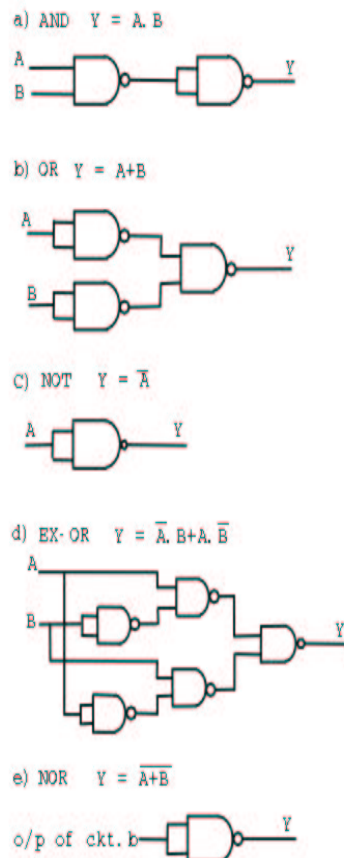 a) AND Y = A.B
A
B
Y
b) OR Y = A+B
A
B
Y
C) NOT Y = A̅
A
Y
d) EX-OR Y = A̅.B+A.B̅
A
B
Y
e) NOR Y = A̅+̅B̅
o/p of ckt.b
Y